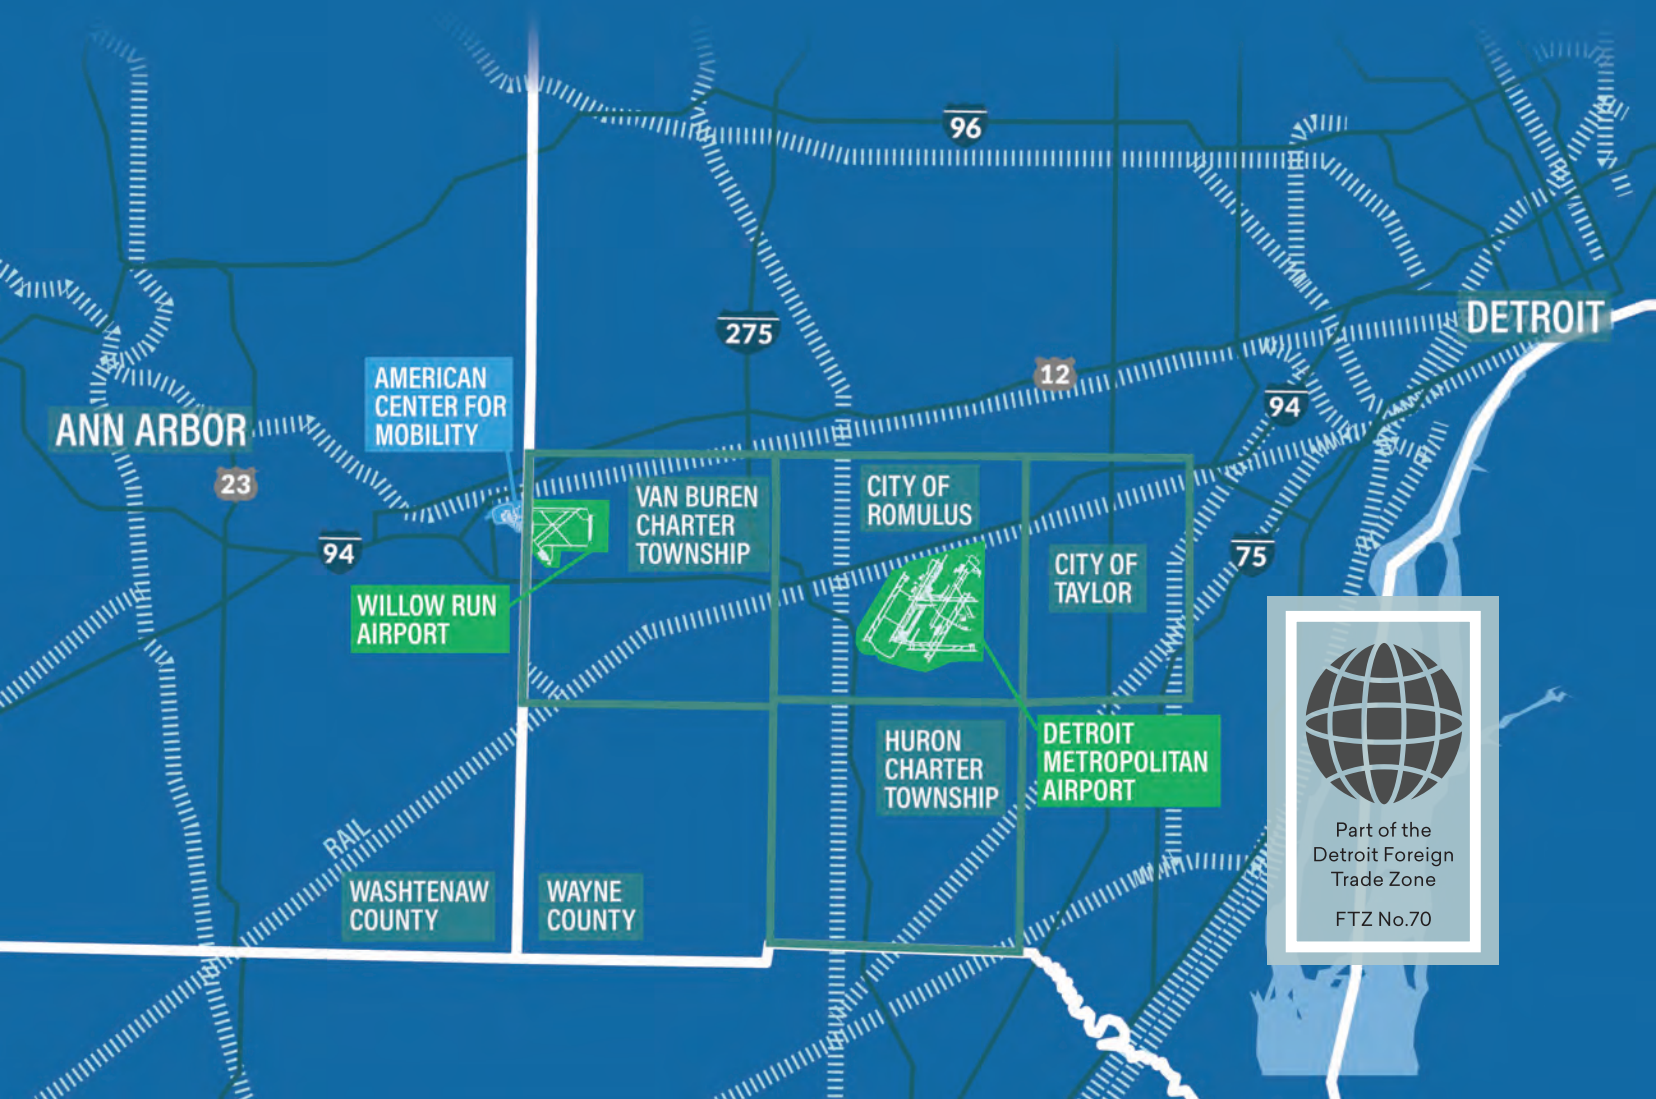 96
275
12
DETROIT
94
AMERICAN
CENTER FOR
MOBILITY
ANN ARBOR
23
94
VAN BUREN
CHARTER
TOWNSHIP
CITY OF
ROMULUS
CITY OF
TAYLOR
75
WILLOW RUN
AIRPORT
HURON
CHARTER
TOWNSHIP
DETROIT
METROPOLITAN
AIRPORT
RAIL
WASHTENAW
COUNTY
WAYNE
COUNTY
Part of the
Detroit Foreign
Trade Zone
FTZ No.70